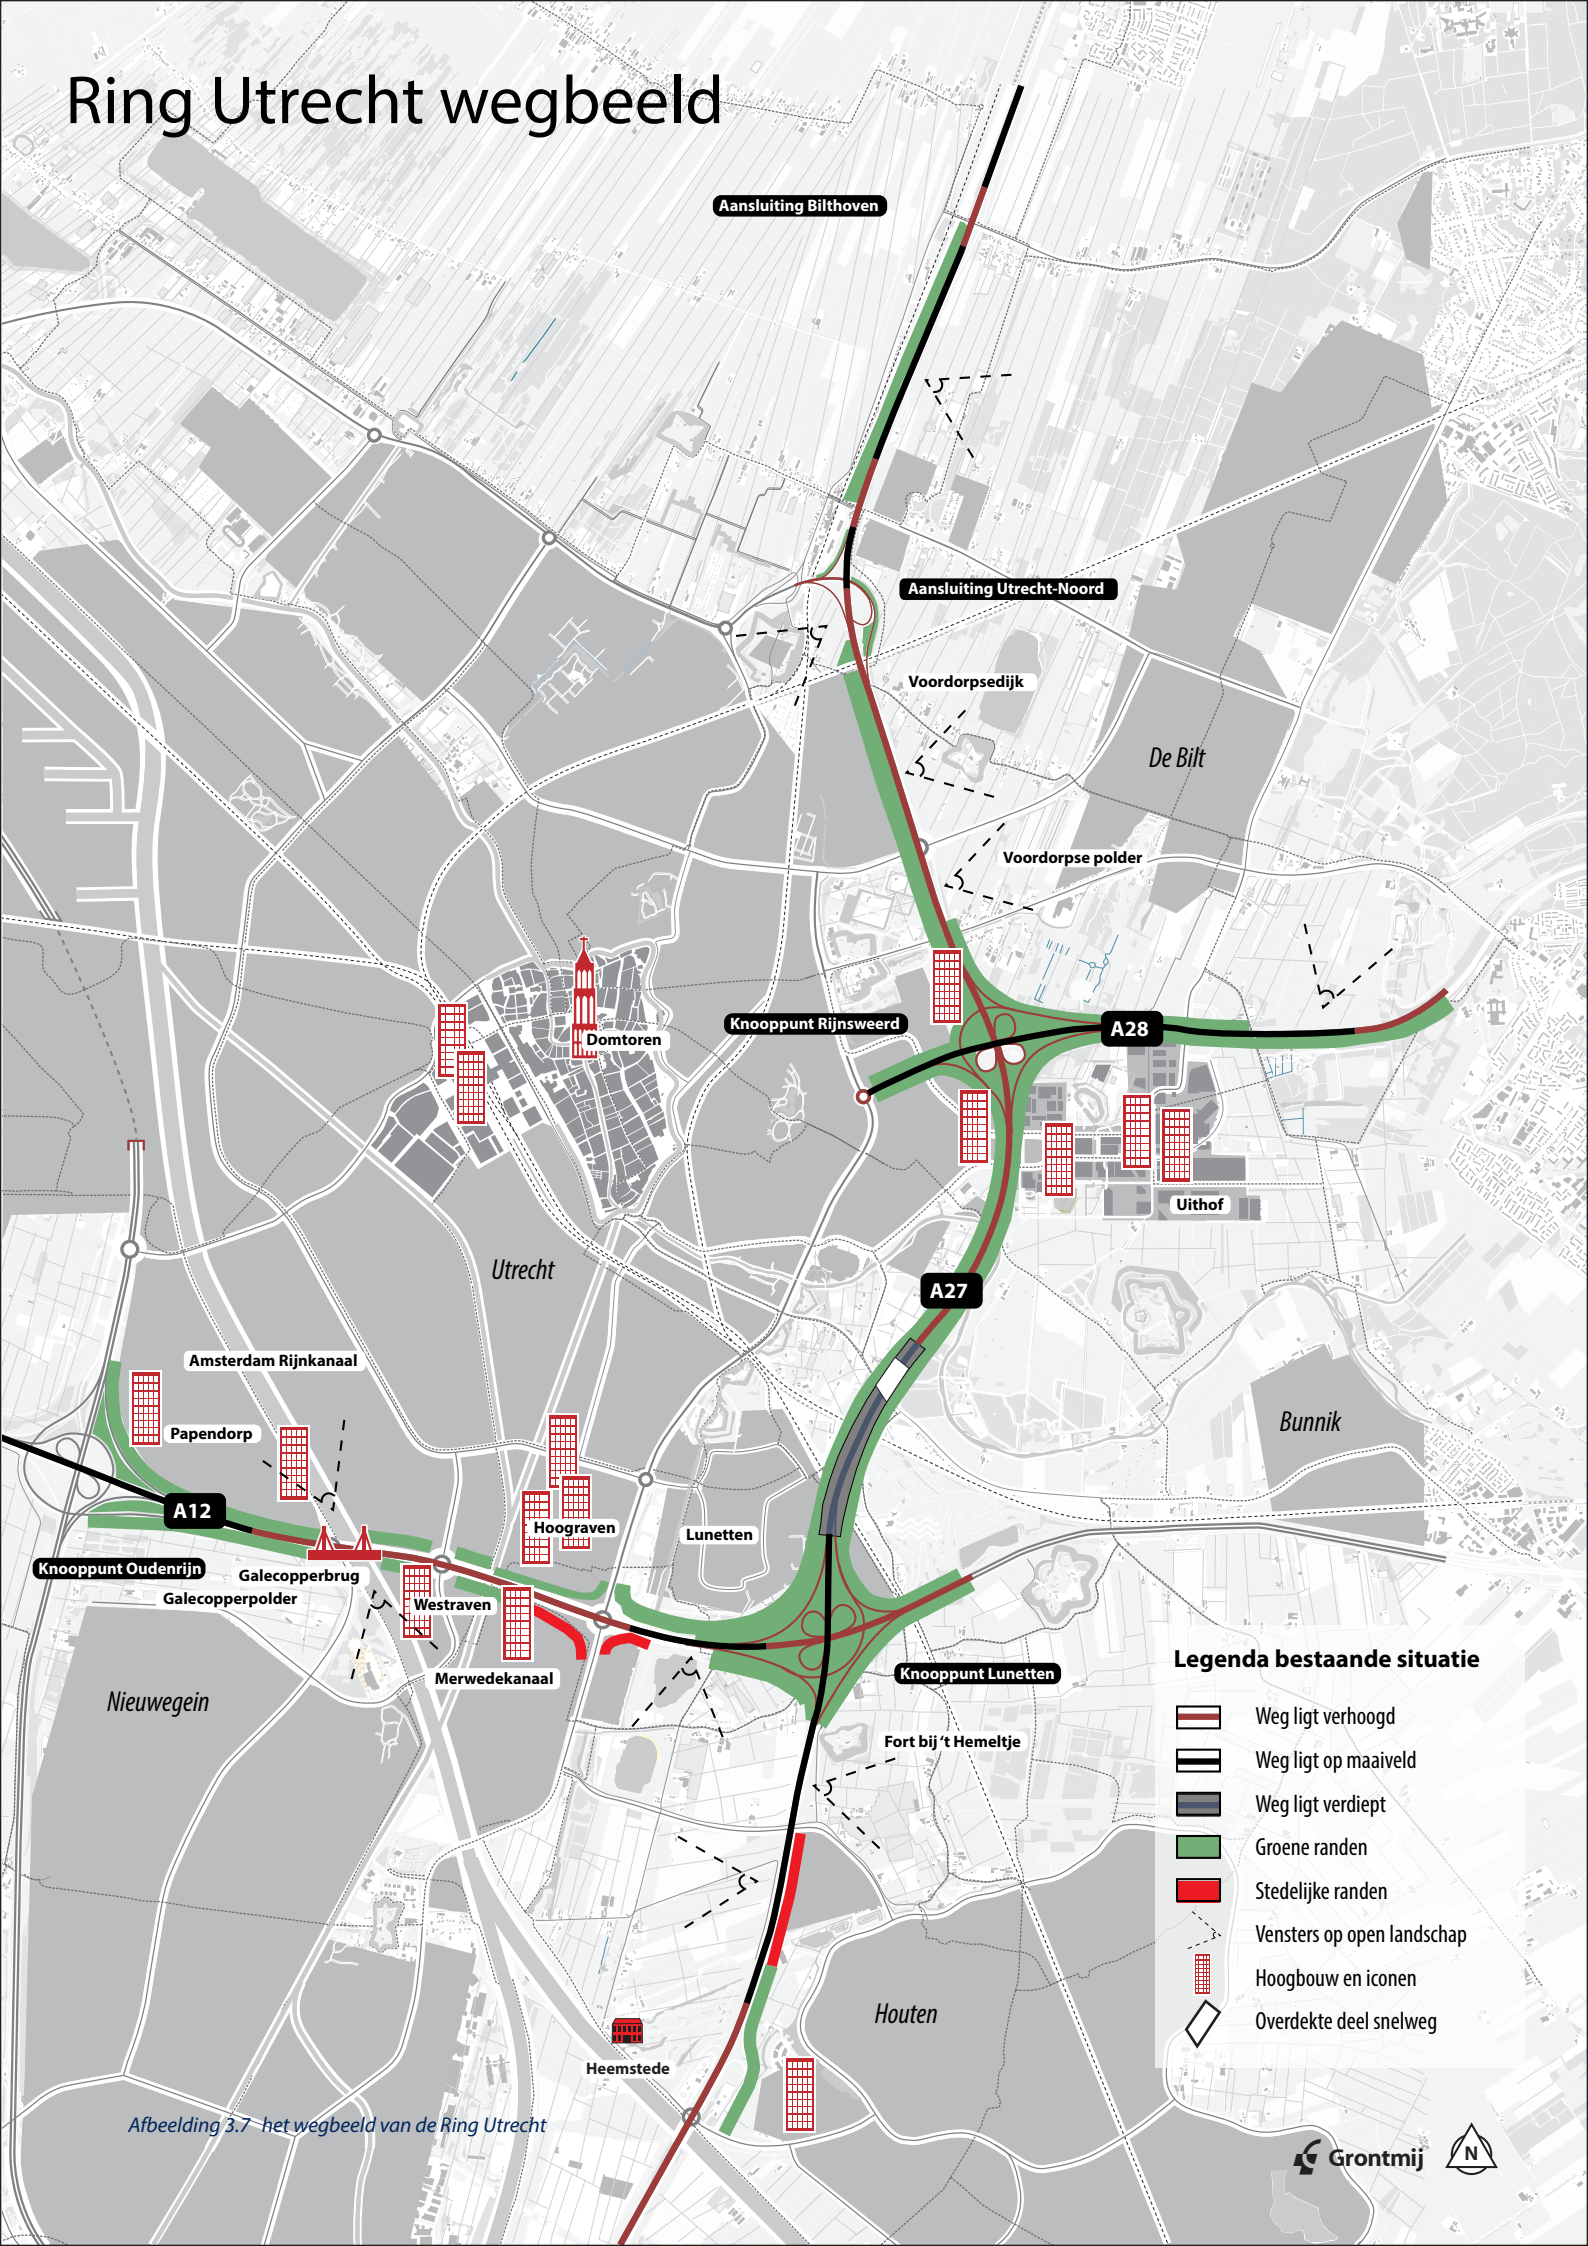 Ring Utrecht wegbeeld
Aansluiting Bilthoven
Aansluiting Utrecht-Noord
Voordorpsedijk
De Bilt
Voordorpse polder
Knooppunt Rijnsweerd
A28
Domtoren
Uithof
Utrecht
A27
Amsterdam Rijnkanaal
Papendorp
Bunnik
A12
Hoograven
Lunetten
Knooppunt Oudenrijn
Galecopperbrug
Galecopperpolder
Westraven
Merwedekanaal
Knooppunt Lunetten
Nieuwegein
Fort bij 't Hemeltje
Legenda bestaande situatie
Weg ligt verhoogd
Weg ligt op maaiveld
Weg ligt verdiept
Groene randen
Stedelijke randen
Vensters op open landschap
Hoogbouw en iconen
Overdekte deel snelweg
Houten
Heemstede
Afbeelding 3.7 het wegbeeld van de Ring Utrecht
Grontmij
N